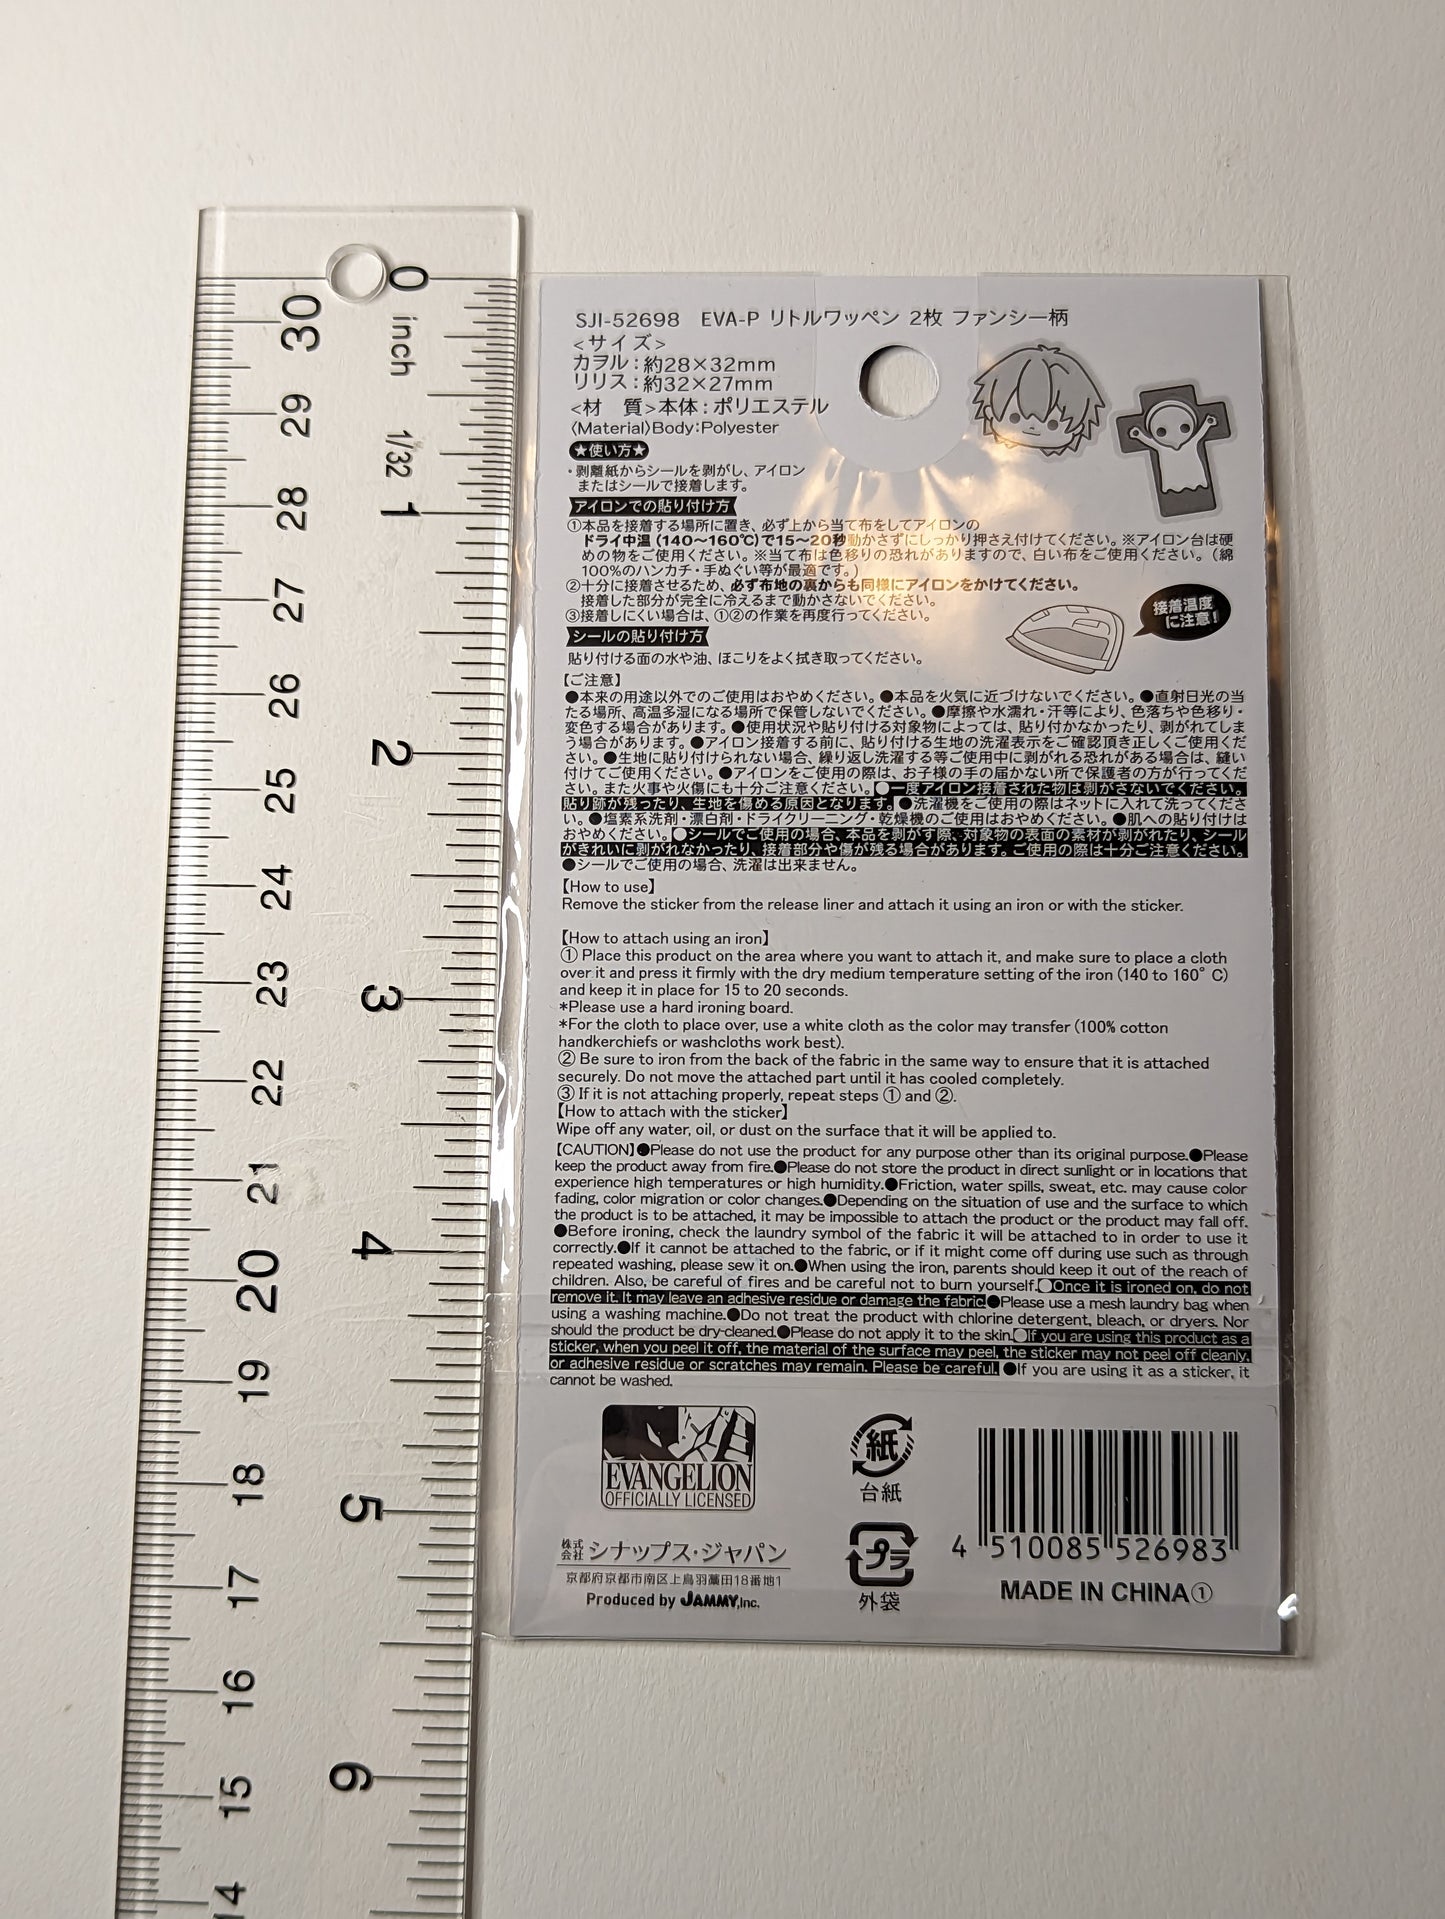 0
inch
1/32
1
2
3
4
5
6
30
29
28
27
26
25
24
23
22
21
20
19
18
17
16
15
14
SJI-52698 EVA-P リトルワッペン 2枚 ファンシー柄
<サイズ>
カヲル:約28×32mm
リリス:約32×27mm
<材 質>本体:ポリエステル
〈Material〉Body:Polyester
★使い方★
・剥離紙からシールを剥がし、アイロン
またはシールで接着します。
アイロンでの貼り付け方
①本品を接着する場所に置き、必ず上から当て布をしてアイロンの
ドライ中温(140～160℃)で15～20秒動かさずにしっかり押さえ付けてください。※アイロン台は硬
めの物をご使用ください。※当て布は色移りの恐れがありますので、白い布をご使用ください。(綿
100%のハンカチ・手ぬぐい等が最適です。)
②十分に接着させるため、必ず布地の裏からも同様にアイロンをかけてください。
接着した部分が完全に冷えるまで動かさないでください。
③接着しにくい場合は、①②の作業を再度行ってください。
接着温度
に注意!
シールの貼り付け方
貼り付ける面の水や油、ほこりをよく拭き取ってください。
【ご注意】
●本来の用途以外でのご使用はおやめください。●本品を火気に近づけないでください。●直射日光の当
たる場所、高温多湿になる場所で保管しないでください。●摩擦や水濡れ・汗等により、色落ちや色移り・
変色する場合があります。●使用状況や貼り付ける対象物によっては、貼り付かなかったり、剥がれてしま
う場合があります。●アイロン接着する前に、貼り付ける生地の洗濯表示をご確認頂き正しくご使用くだ
さい。●生地に貼り付けられない場合、繰り返し洗濯する等ご使用中に剥がれる恐れがある場合は、縫い
付けてご使用ください。●アイロンをご使用の際は、お子様の手の届かない所で保護者の方が行ってくだ
さい。また火事や火傷にも十分ご注意ください。●一度アイロン接着された物は剥がさないでください。
貼り跡が残ったり、生地を傷める原因となります。●洗濯機をご使用の際はネットに入れて洗ってくださ
い。●塩素系洗剤・漂白剤・ドライクリーニング・乾燥機のご使用はおやめください。●肌への貼り付けは
おやめください。●シールでご使用の場合、本品を剥がす際、対象物の表面の素材が剥がれたり、シール
がきれいに剥がれなかったり、接着部分や傷が残る場合があります。ご使用の際は十分ご注意ください。
●シールでご使用の場合、洗濯は出来ません。
【How to use】
Remove the sticker from the release liner and attach it using an iron or with the sticker.
【How to attach using an iron】
① Place this product on the area where you want to attach it, and make sure to place a cloth
over it and press it firmly with the dry medium temperature setting of the iron (140 to 160° C)
and keep it in place for 15 to 20 seconds.
*Please use a hard ironing board.
*For the cloth to place over, use a white cloth as the color may transfer (100% cotton
handkerchiefs or washcloths work best).
② Be sure to iron from the back of the fabric in the same way to ensure that it is attached
securely. Do not move the attached part until it has cooled completely.
③ If it is not attaching properly, repeat steps ① and ②.
【How to attach with the sticker】
Wipe off any water, oil, or dust on the surface that it will be applied to.
【CAUTION】●Please do not use the product for any purpose other than its original purpose.●Please
keep the product away from fire.●Please do not store the product in direct sunlight or in locations that
experience high temperatures or high humidity.●Friction, water spills, sweat, etc. may cause color
fading, color migration or color changes.●Depending on the situation of use and the surface to which
the product is to be attached, it may be impossible to attach the product or the product may fall off.
●Before ironing, check the laundry symbol of the fabric it will be attached to in order to use it
correctly.●If it cannot be attached to the fabric, or if it might come off during use such as through
repeated washing, please sew it on.●When using the iron, parents should keep it out of the reach of
children. Also, be careful of fires and be careful not to burn yourself.●Once it is ironed on, do not
remove it. It may leave an adhesive residue or damage the fabric.●Please use a mesh laundry bag when
using a washing machine.●Do not treat the product with chlorine detergent, bleach, or dryers. Nor
should the product be dry-cleaned.●Please do not apply it to the skin.●If you are using this product as a
sticker, when you peel it off, the material of the surface may peel, the sticker may not peel off cleanly,
or adhesive residue or scratches may remain. Please be careful. ●If you are using it as a sticker, it
cannot be washed.
EVANGELION
OFFICIALLY LICENSED
紙
台紙
プラ
外袋
株式会社 シナップス・ジャパン
京都府京都市南区上鳥羽藁田18番地1
Produced by JAMMY,Inc.
4 510085 526983
MADE IN CHINA①